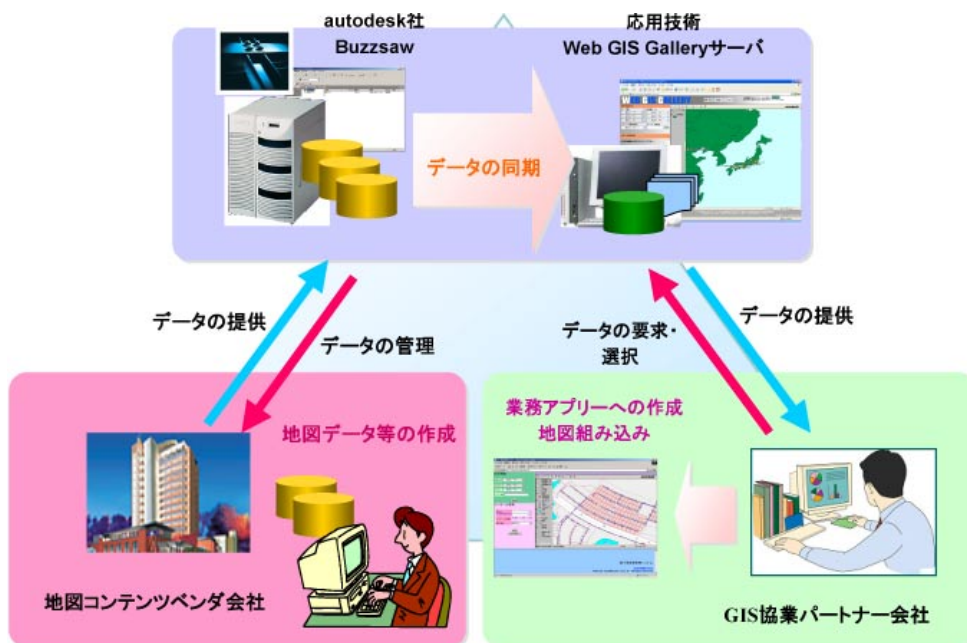 autodesk社
Buzzsaw
応用技術
Web GIS Galleryサーバ
WEB-GIS-GALLERY
データの同期
データの提供
データの管理
データの要求・
選択
データの提供
地図データ等の作成
地図コンテンツベンダ会社
業務アプリーへの作成
地図組み込み
GIS協業パートナー会社